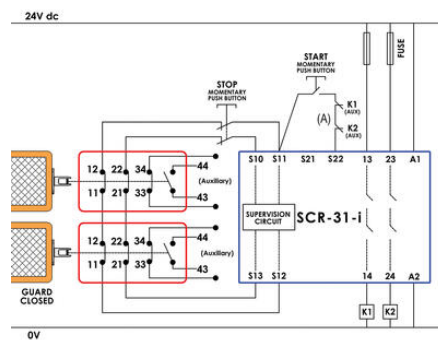 24V dc
START
MOMENTARY
PUSH BUTTON
FUSE
STOP
MOMENTARY
PUSH BUTTON
K1
(AUX)
(A)
K2
(AUX)
12 22 34
44
(Auxiliary)
43
11 21 33
S10 S11 S21 S22 13 23 A1
SUPERVISION
CIRCUIT
SCR-31-i
12 22 34
44
(Auxiliary)
43
11 21 33
S13 S12 14 24 A2
GUARD
CLOSED
K1 K2
0V